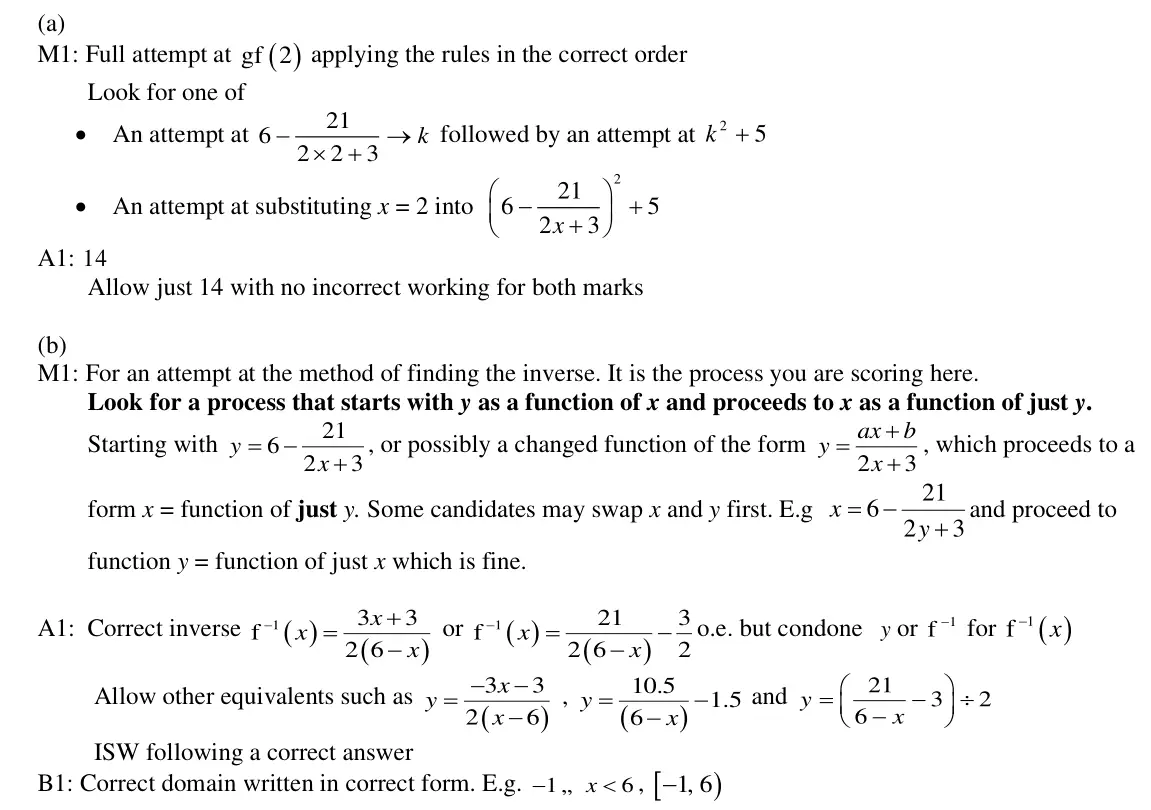 (a)
M1: Full attempt at gf(2) applying the rules in the correct order
Look for one of
• An attempt at 6 − 21/(2×2+3) → k followed by an attempt at k² + 5
• An attempt at substituting x = 2 into (6 − 21/(2x+3))² + 5
A1: 14
Allow just 14 with no incorrect working for both marks
(b)
M1: For an attempt at the method of finding the inverse. It is the process you are scoring here.
Look for a process that starts with y as a function of x and proceeds to x as a function of just y.
Starting with y = 6 − 21/(2x+3), or possibly a changed function of the form y = (ax+b)/(2x+3), which proceeds to a
form x = function of just y. Some candidates may swap x and y first. E.g x = 6 − 21/(2y+3) and proceed to
function y = function of just x which is fine.
A1: Correct inverse f⁻¹(x) = (3x+3)/(2(6−x)) or f⁻¹(x) = 21/(2(6−x)) − 3/2 o.e. but condone y or f⁻¹ for f⁻¹(x)
Allow other equivalents such as y = (−3x−3)/(2(x−6)) , y = 10.5/(6−x) −1.5 and y = (21/(6−x) − 3) ÷ 2
ISW following a correct answer
B1: Correct domain written in correct form. E.g. −1 ,, x < 6 , [−1, 6)